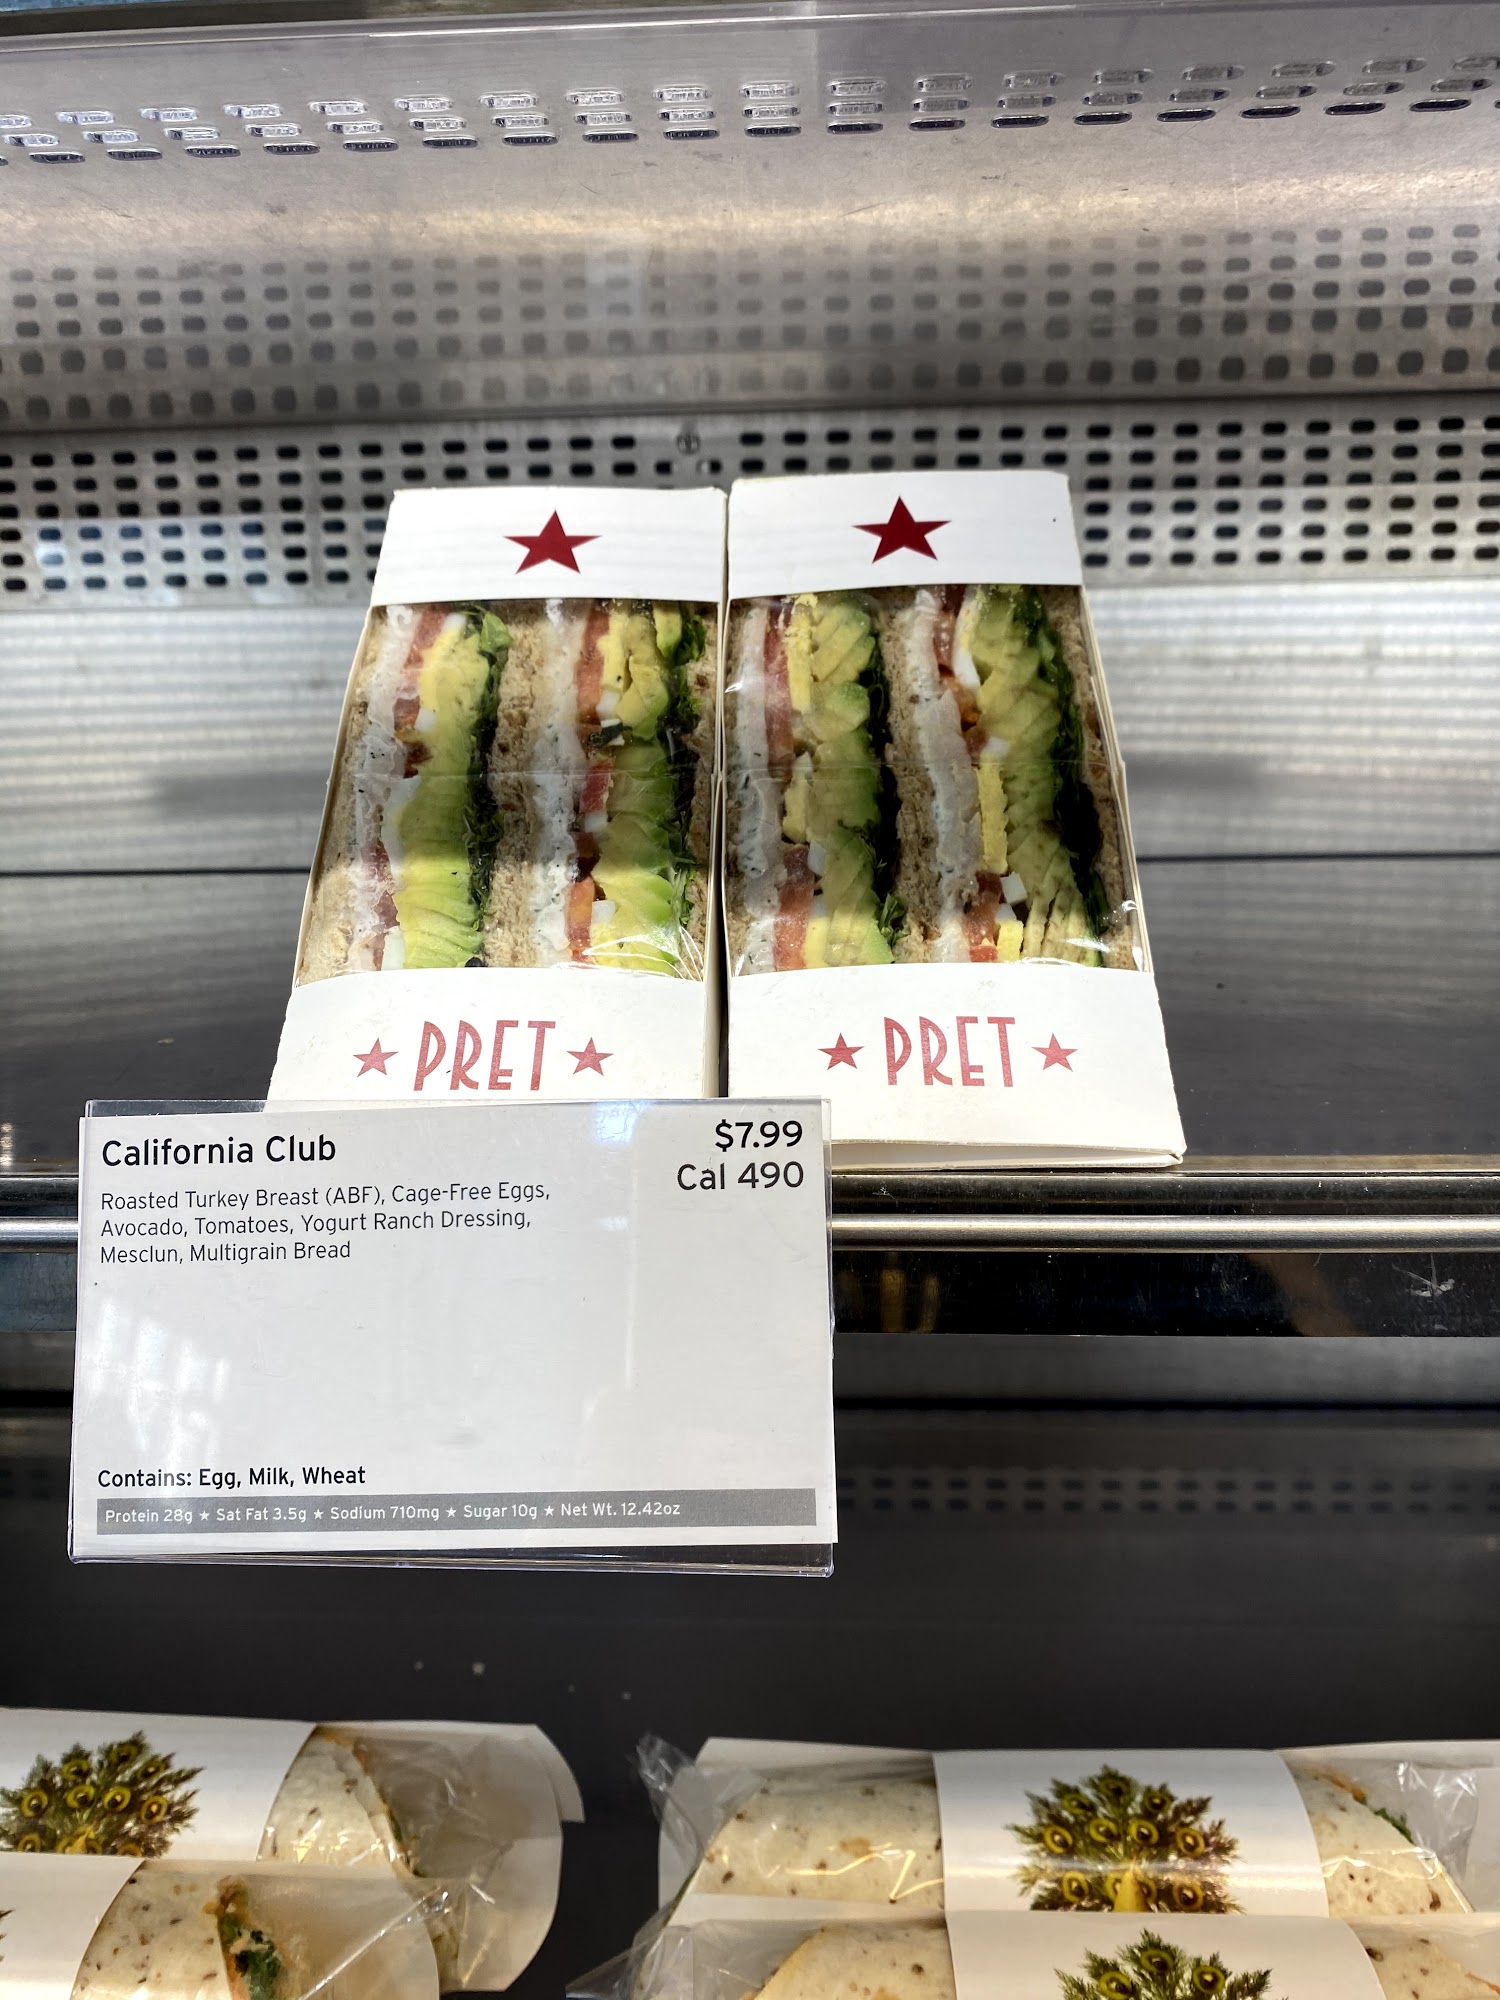 ★ PRET ★
★ PRET ★
California Club
$7.99
Cal 490
Roasted Turkey Breast (ABF), Cage-Free Eggs,
Avocado, Tomatoes, Yogurt Ranch Dressing,
Mesclun, Multigrain Bread
Contains: Egg, Milk, Wheat
Protein 28g ★ Sat Fat 3.5g ★ Sodium 710mg ★ Sugar 10g ★ Net Wt. 12.42oz